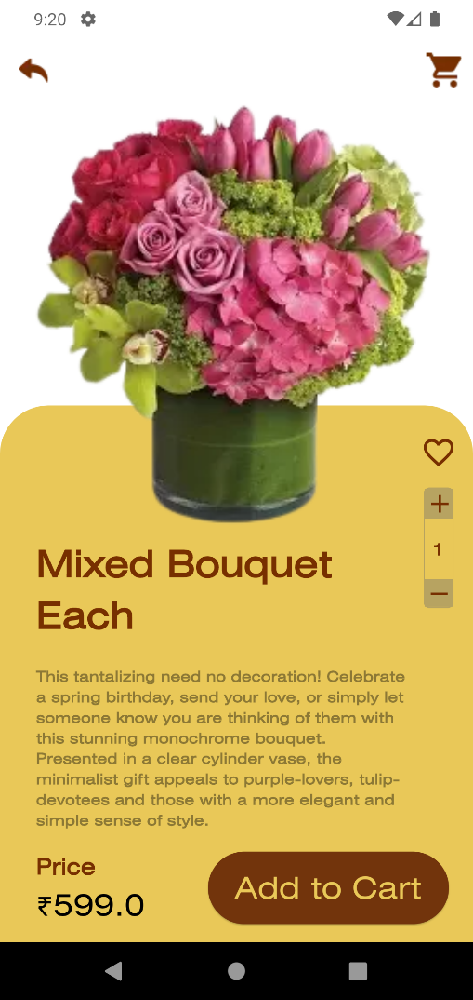 9:20
1
Mixed Bouquet
Each
This tantalizing need no decoration! Celebrate
a spring birthday, send your love, or simply let
someone know you are thinking of them with
this stunning monochrome bouquet.
Presented in a clear cylinder vase, the
minimalist gift appeals to purple-lovers, tulip-
devotees and those with a more elegant and
simple sense of style.
Price
₹599.0
Add to Cart